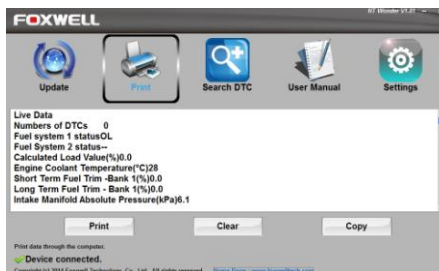 NT Wonder V1.01
FOXWELL
Update
Print
Search DTC
User Manual
Settings
Live Data
Numbers of DTCs 0
Fuel system 1 statusOL
Fuel System 2 status--
Calculated Load Value(%)0.0
Engine Coolant Temperature(°C)28
Short Term Fuel Trim -Bank 1(%)0.0
Long Term Fuel Trim - Bank 1(%)0.0
Intake Manifold Absolute Pressure(kPa)6.1
Print
Clear
Copy
Print data through the computer.
Device connected.